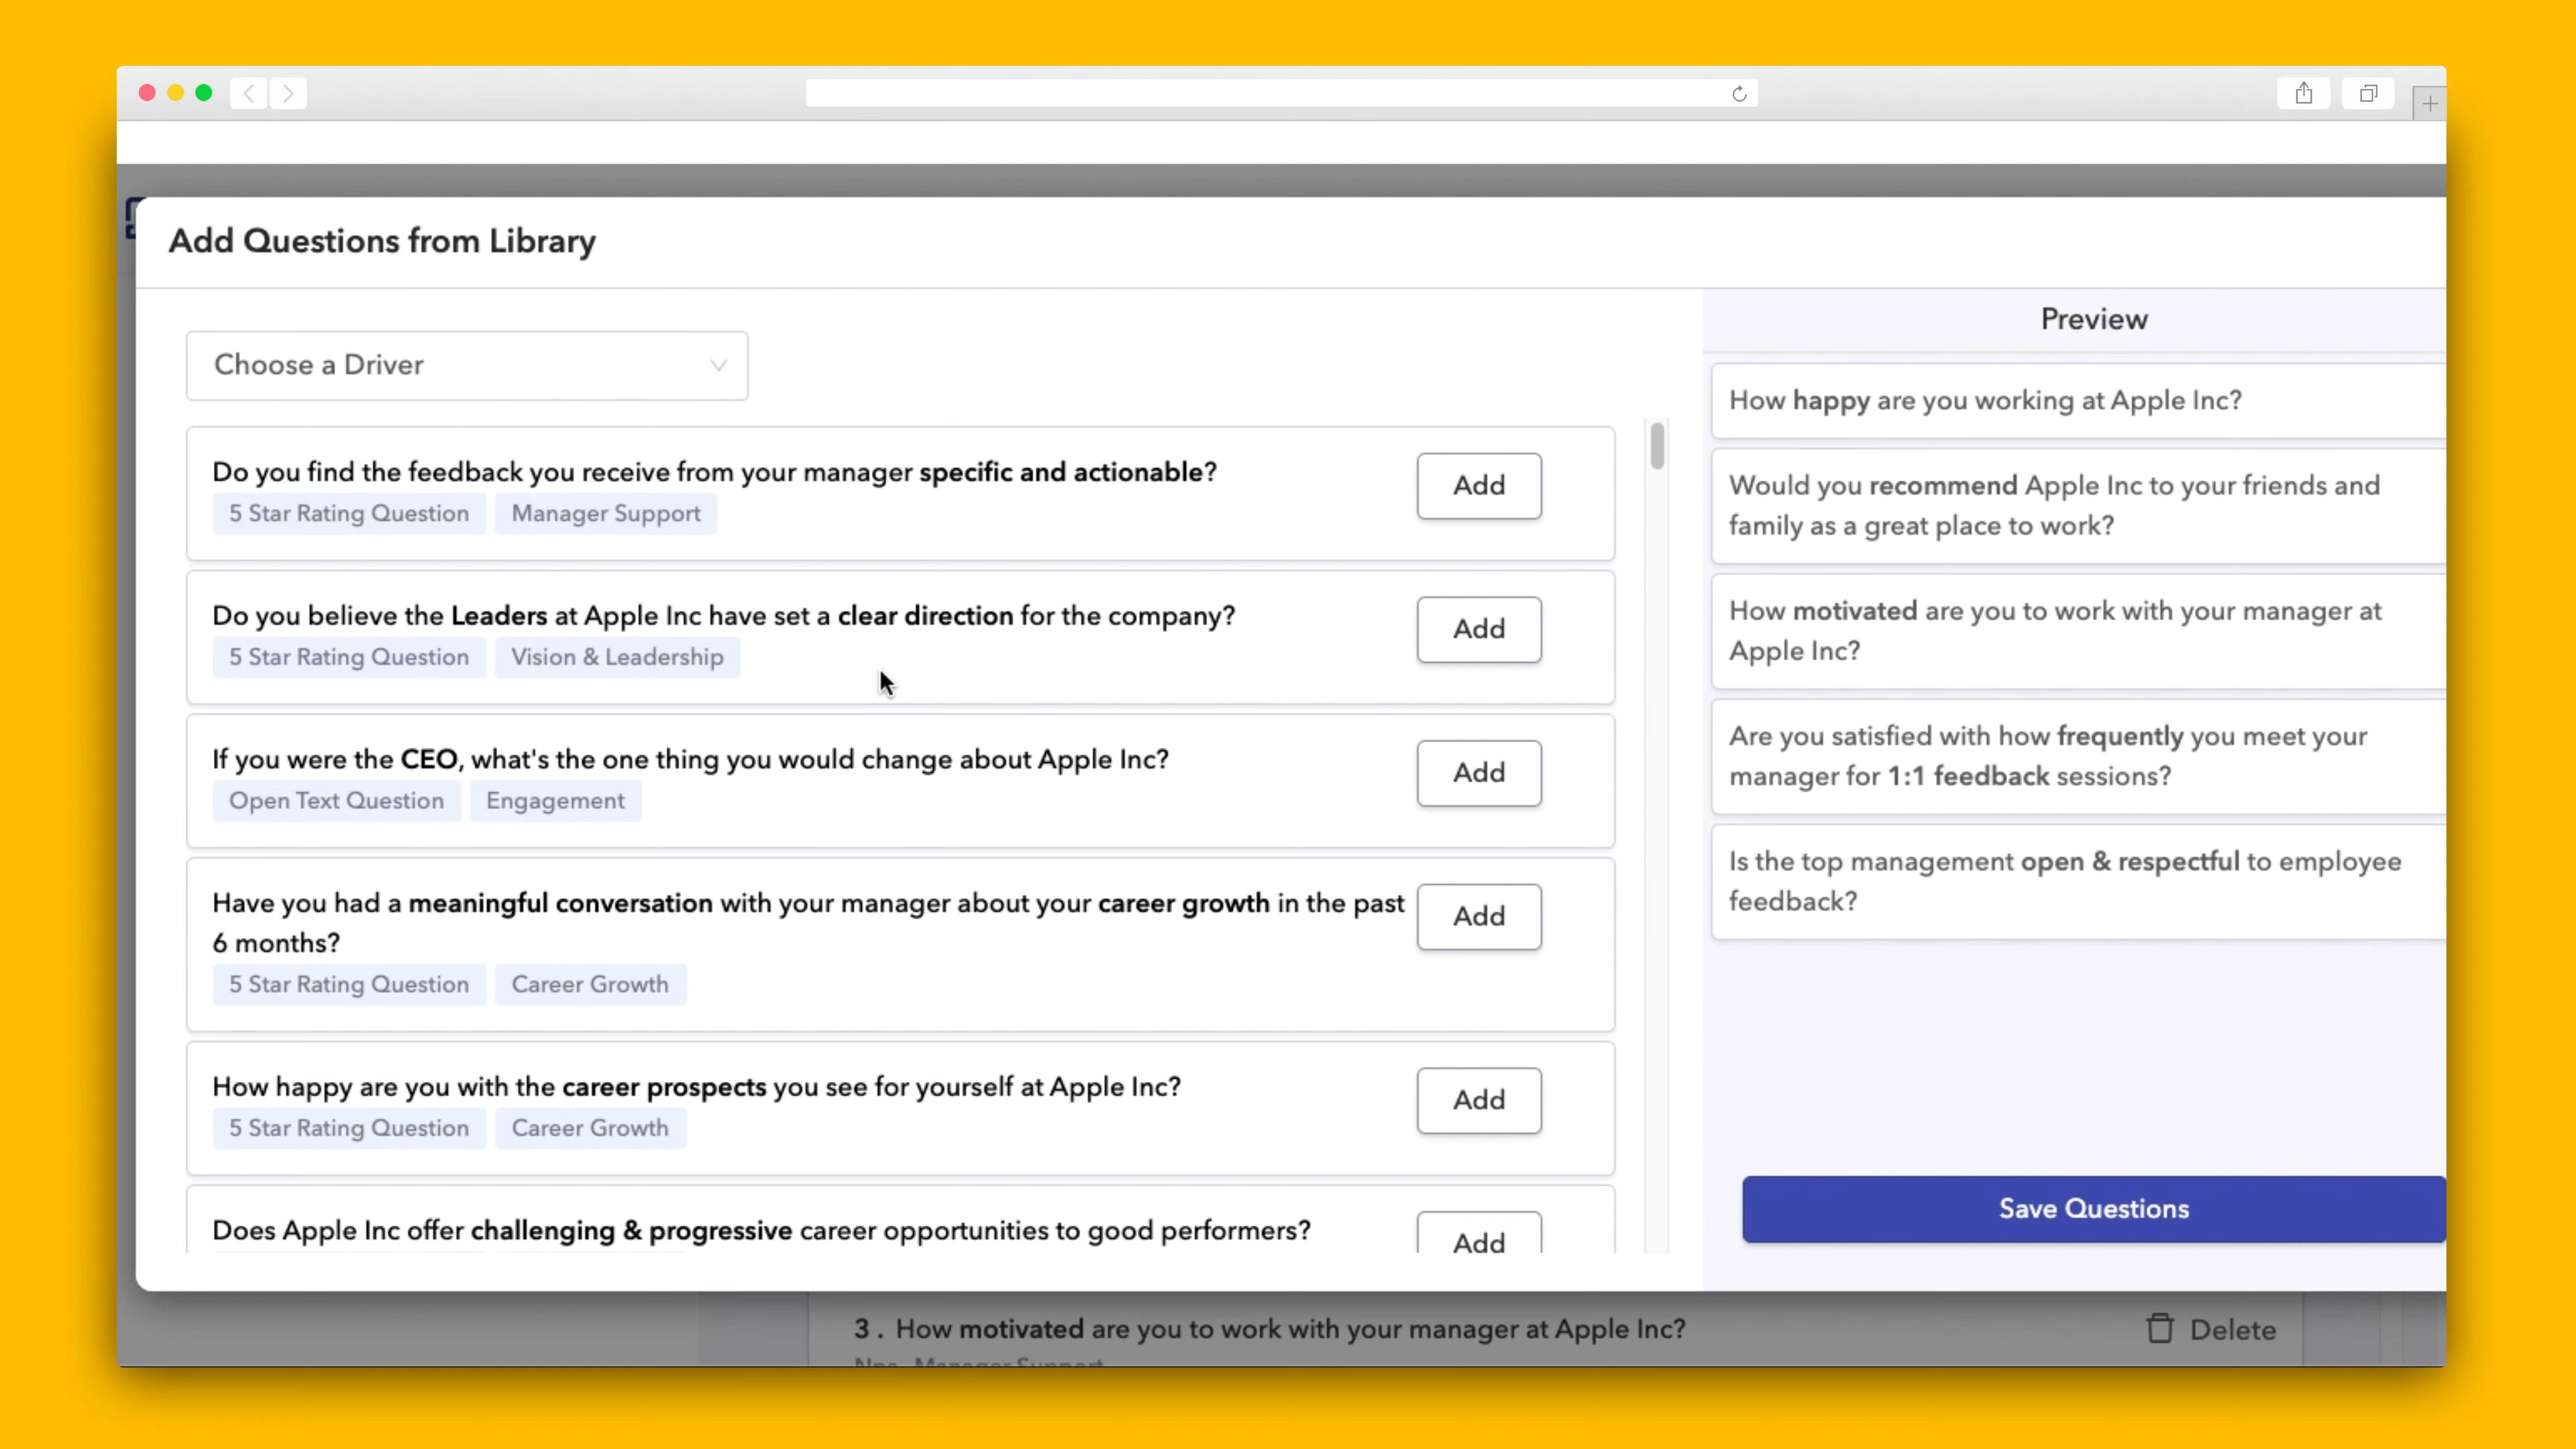 Add Questions from Library
Choose a Driver
Do you find the feedback you receive from your manager specific and actionable?
5 Star Rating Question Manager Support
Add
Do you believe the Leaders at Apple Inc have set a clear direction for the company?
5 Star Rating Question Vision & Leadership
Add
If you were the CEO, what's the one thing you would change about Apple Inc?
Open Text Question Engagement
Add
Have you had a meaningful conversation with your manager about your career growth in the past
6 months?
5 Star Rating Question Career Growth
Add
How happy are you with the career prospects you see for yourself at Apple Inc?
5 Star Rating Question Career Growth
Add
Does Apple Inc offer challenging & progressive career opportunities to good performers?
Add
Preview
How happy are you working at Apple Inc?
Would you recommend Apple Inc to your friends and
family as a great place to work?
How motivated are you to work with your manager at
Apple Inc?
Are you satisfied with how frequently you meet your
manager for 1:1 feedback sessions?
Is the top management open & respectful to employee
feedback?
Save Questions
3 . How motivated are you to work with your manager at Apple Inc?
Delete
Nps Manager Support